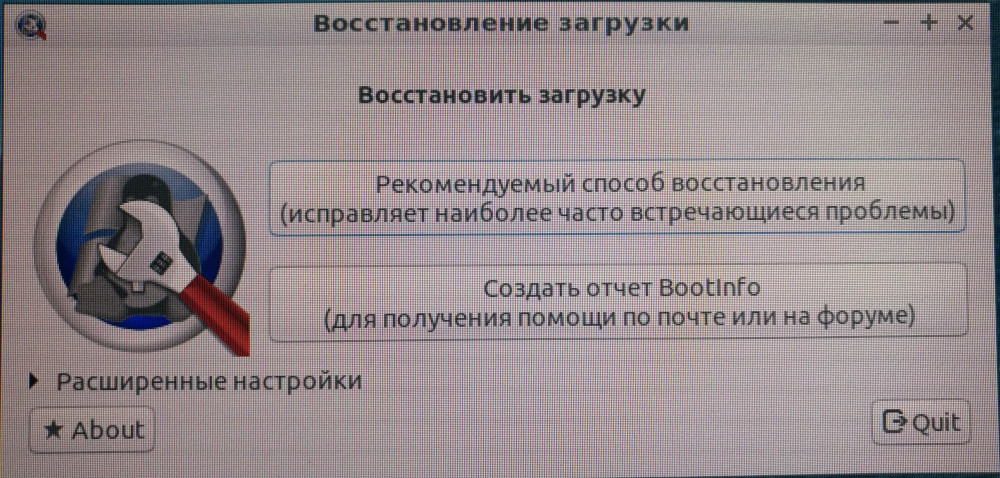 Восстановление загрузки
Восстановить загрузку
Рекомендуемый способ восстановления
(исправляет наиболее часто встречающиеся проблемы)
Создать отчет BootInfo
(для получения помощи по почте или на форуме)
Расширенные настройки
About
Quit